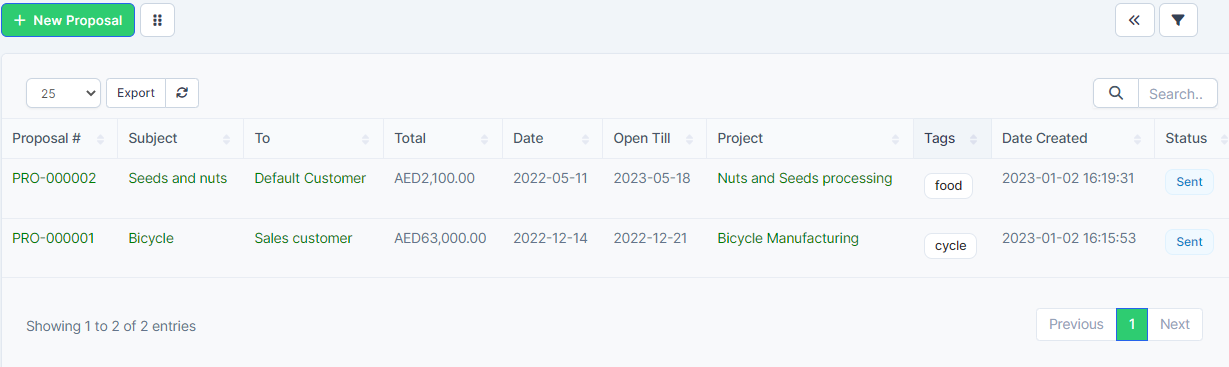 + New Proposal
25 Export Search..
Proposal # Subject To Total Date Open Till Project Tags Date Created Status
PRO-000002 Seeds and nuts Default Customer AED2,100.00 2022-05-11 2023-05-18 Nuts and Seeds processing food 2023-01-02 16:19:31 Sent
PRO-000001 Bicycle Sales customer AED63,000.00 2022-12-14 2022-12-21 Bicycle Manufacturing cycle 2023-01-02 16:15:53 Sent
Showing 1 to 2 of 2 entries Previous 1 Next